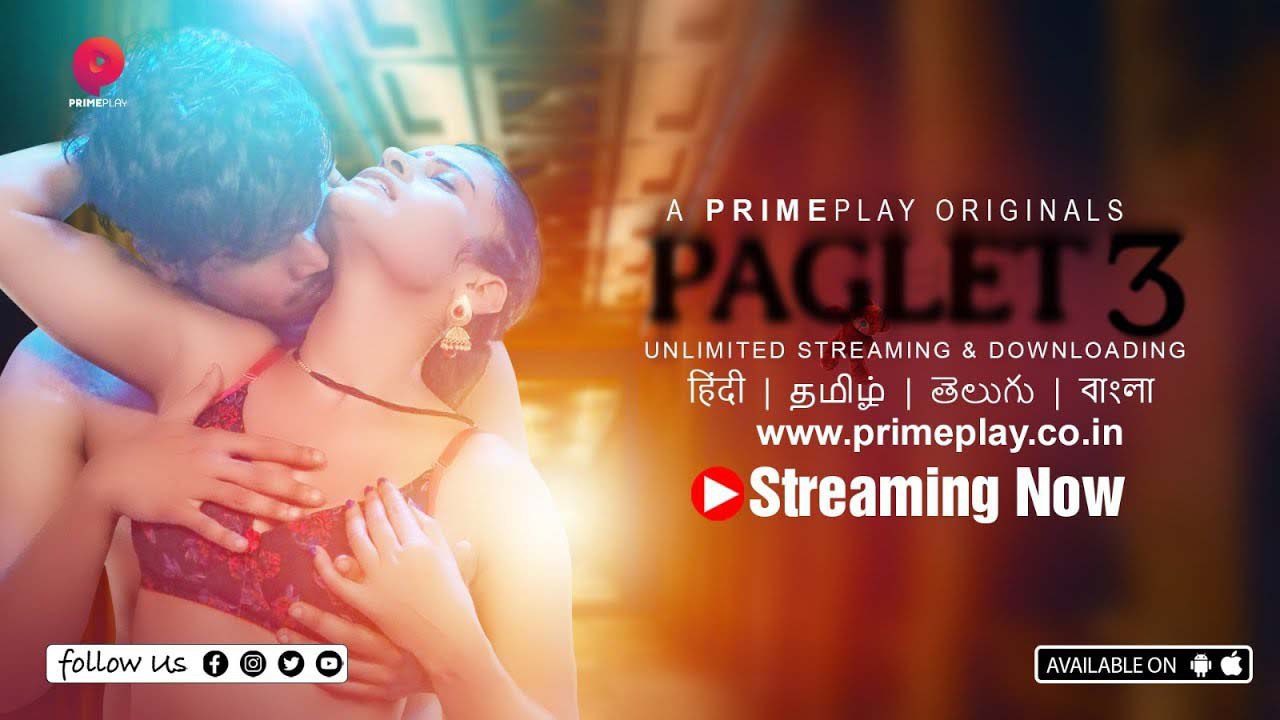 PRIMEPLAY
A PRIMEPLAY ORIGINALS
PAGLET 3
UNLIMITED STREAMING & DOWNLOADING
हिंदी | தமிழ் | తెలుగు | বাংলা
www.primeplay.co.in
Streaming Now
follow us
AVAILABLE ON